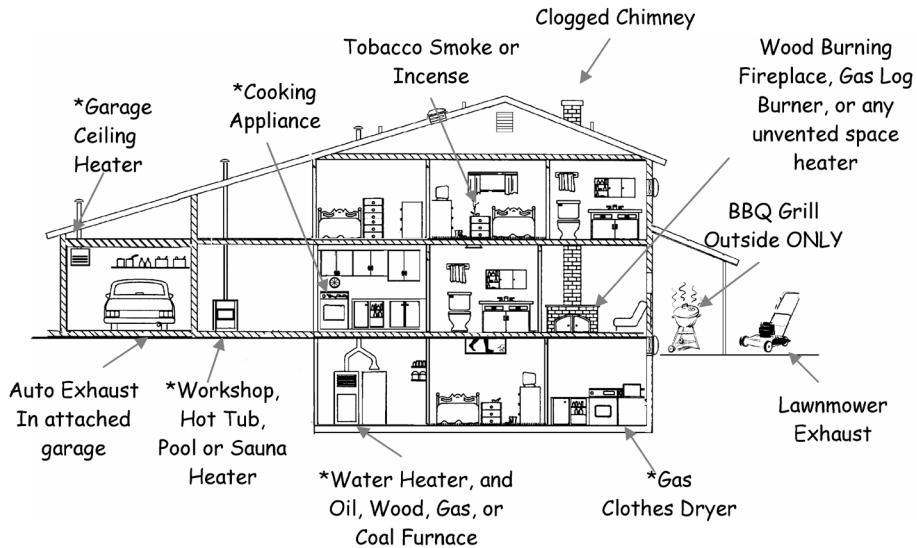 Clogged Chimney
Tobacco Smoke or
Incense
Wood Burning
Fireplace, Gas Log
Burner, or any
unvented space
heater
*Garage
Ceiling
Heater
*Cooking
Appliance
BBQ Grill
Outside ONLY
Auto Exhaust
In attached
garage
*Workshop,
Hot Tub,
Pool or Sauna
Heater
*Water Heater, and
Oil, Wood, Gas, or
Coal Furnace
*Gas
Clothes Dryer
Lawnmower
Exhaust